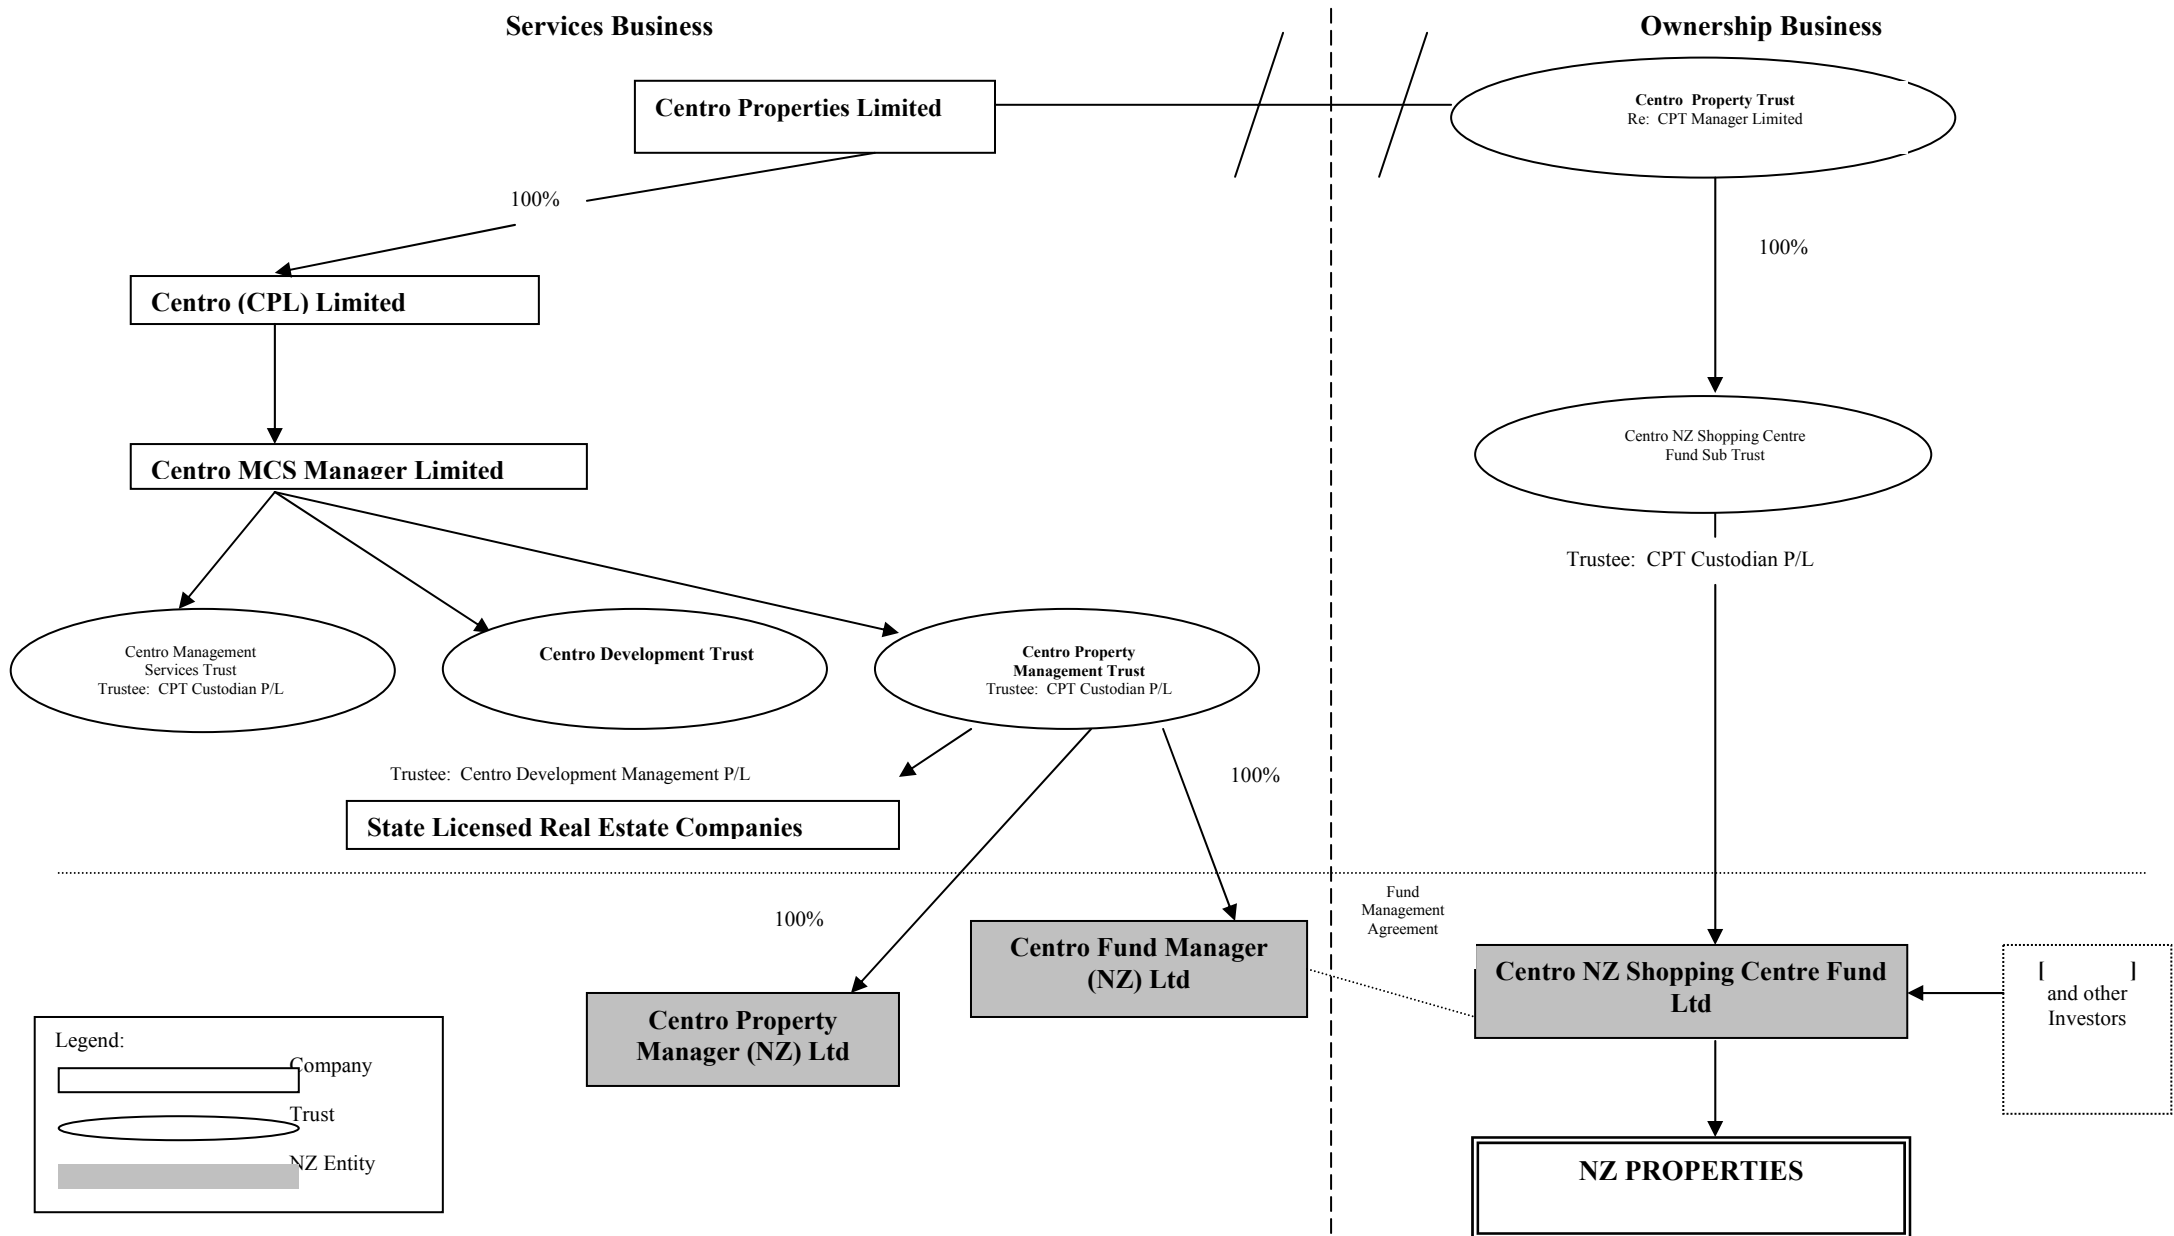 Services Business
Ownership Business
Centro Properties Limited
Centro Property Trust
Re: CPT Manager Limited
100%
100%
Centro (CPL) Limited
Centro NZ Shopping Centre
Fund Sub Trust
Centro MCS Manager Limited
Trustee: CPT Custodian P/L
Centro Management
Services Trust
Trustee: CPT Custodian P/L
Centro Development Trust
Centro Property
Management Trust
Trustee: CPT Custodian P/L
Trustee: Centro Development Management P/L
100%
State Licensed Real Estate Companies
Fund
Management
Agreement
100%
Centro Fund Manager
(NZ) Ltd
Centro NZ Shopping Centre Fund
Ltd
[ ]
and other
Investors
Centro Property
Manager (NZ) Ltd
Legend:
Company
Trust
NZ Entity
NZ PROPERTIES